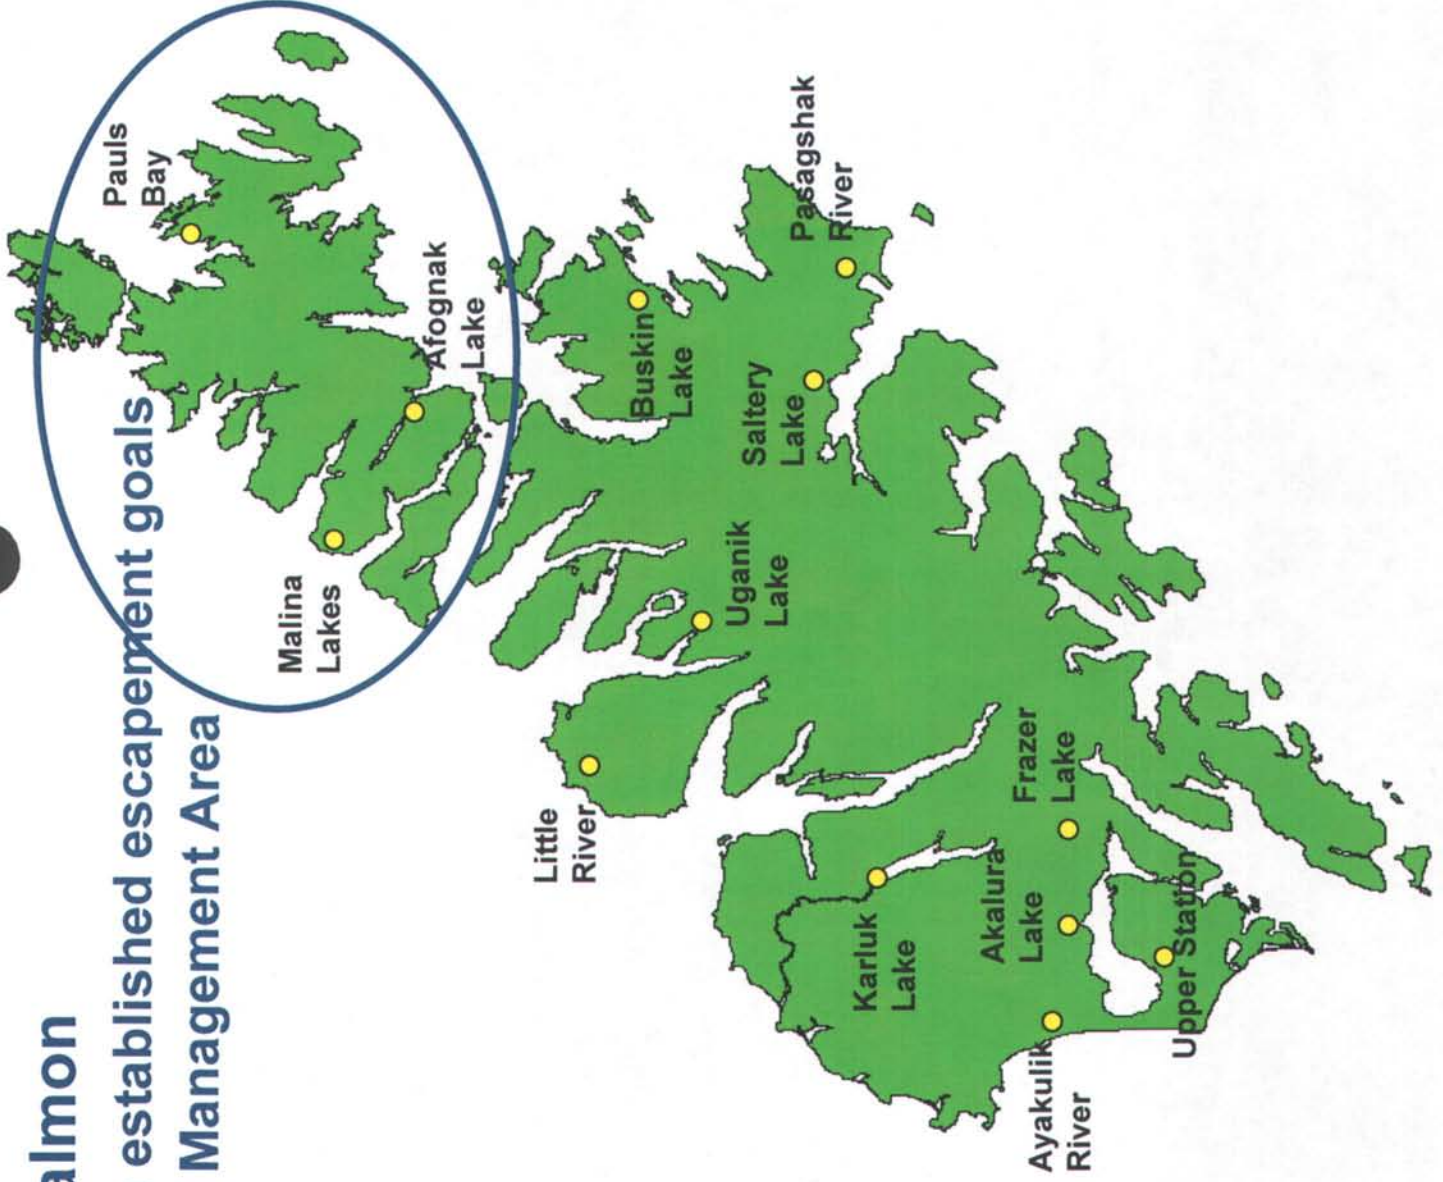 almon
established escapement goals
Management Area
Pauls
Bay
Malina
Lakes
Afognak
Lake
Little
River
Buskin
Lake
Uganik
Lake
Saltery
Lake
Pasagshak
River
Karluk
Lake
Akalura
Lake
Frazer
Lake
Ayakulik
River
Upper Station